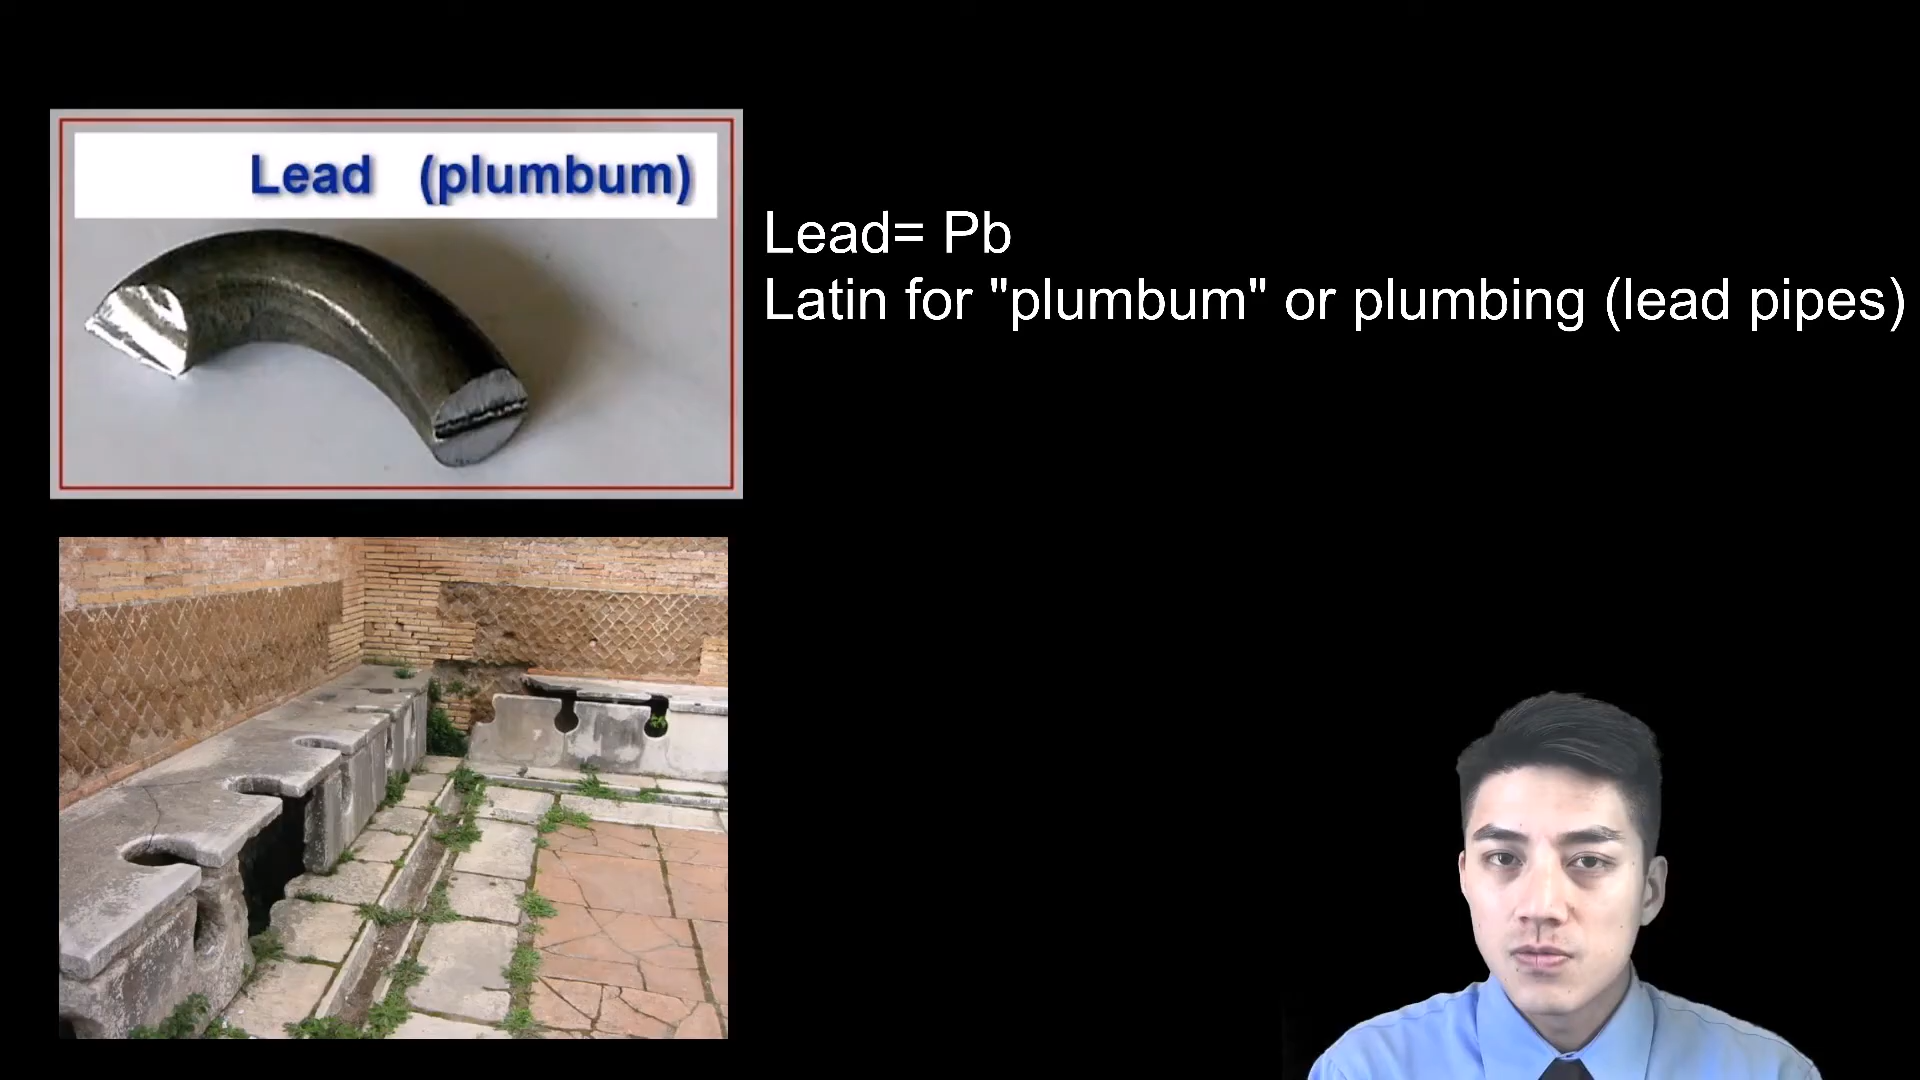 Lead (plumbum)
Lead= Pb
Latin for "plumbum" or plumbing (lead pipes)